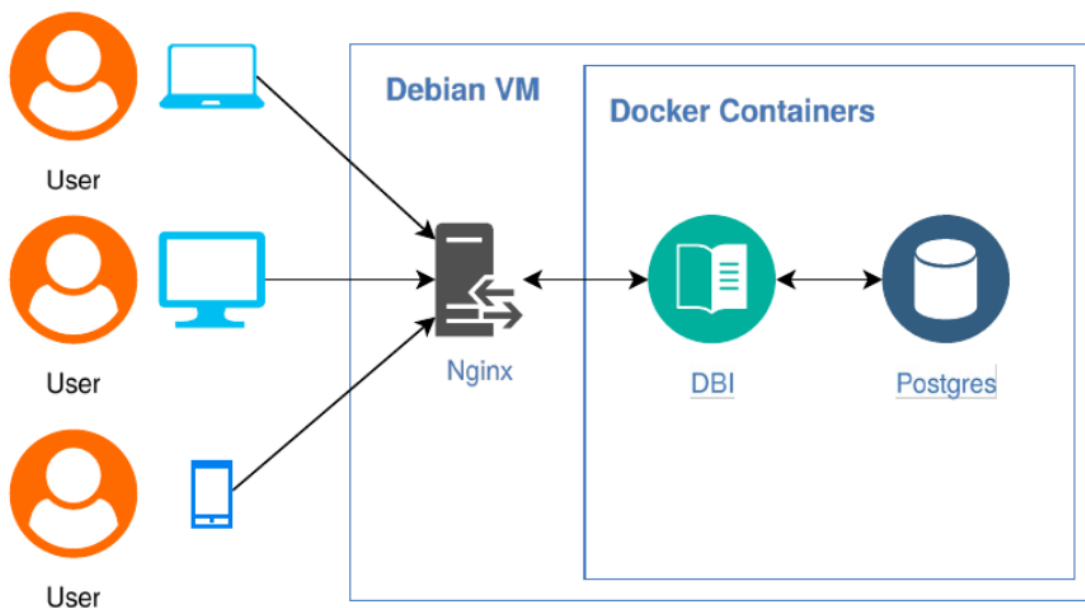 User
User
User
Debian VM
Docker Containers
Nginx
DBI
Postgres